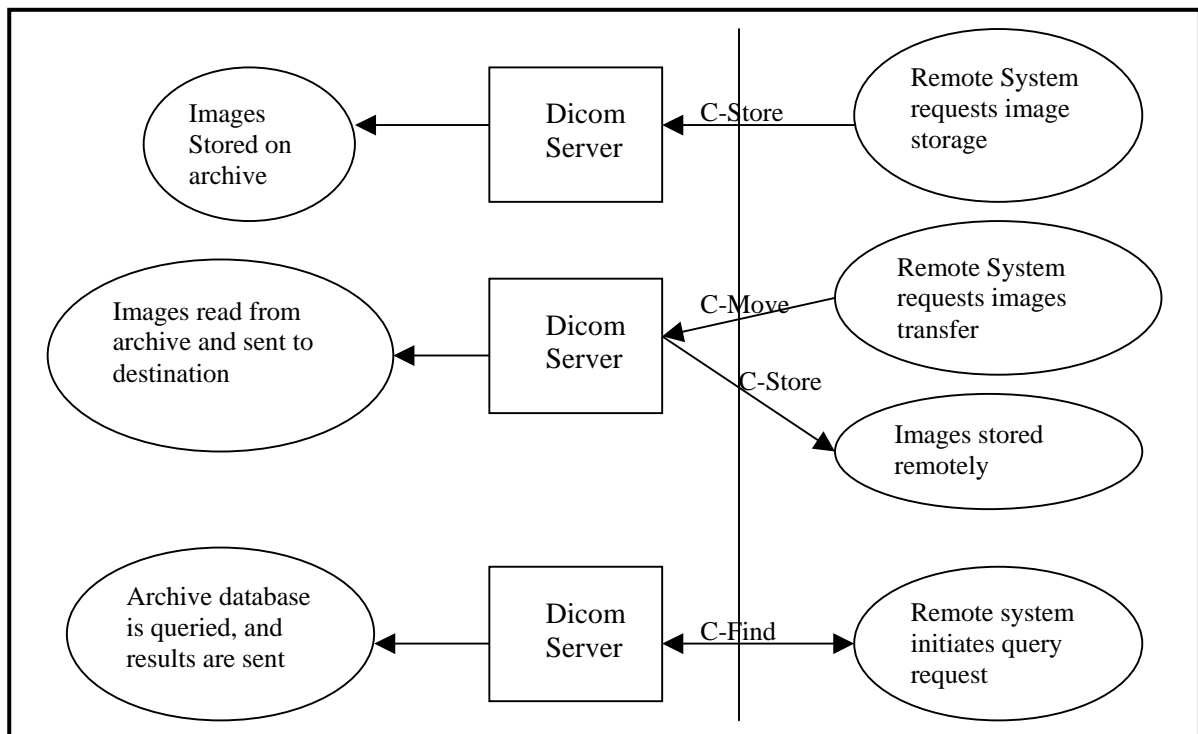 Images
Stored on
archive
Dicom
Server
C-Store
Remote System
requests image
storage
Images read from
archive and sent to
destination
Dicom
Server
C-Move
Remote System
requests images
transfer
C-Store
Images stored
remotely
Archive database
is queried, and
results are sent
Dicom
Server
C-Find
Remote system
initiates query
request